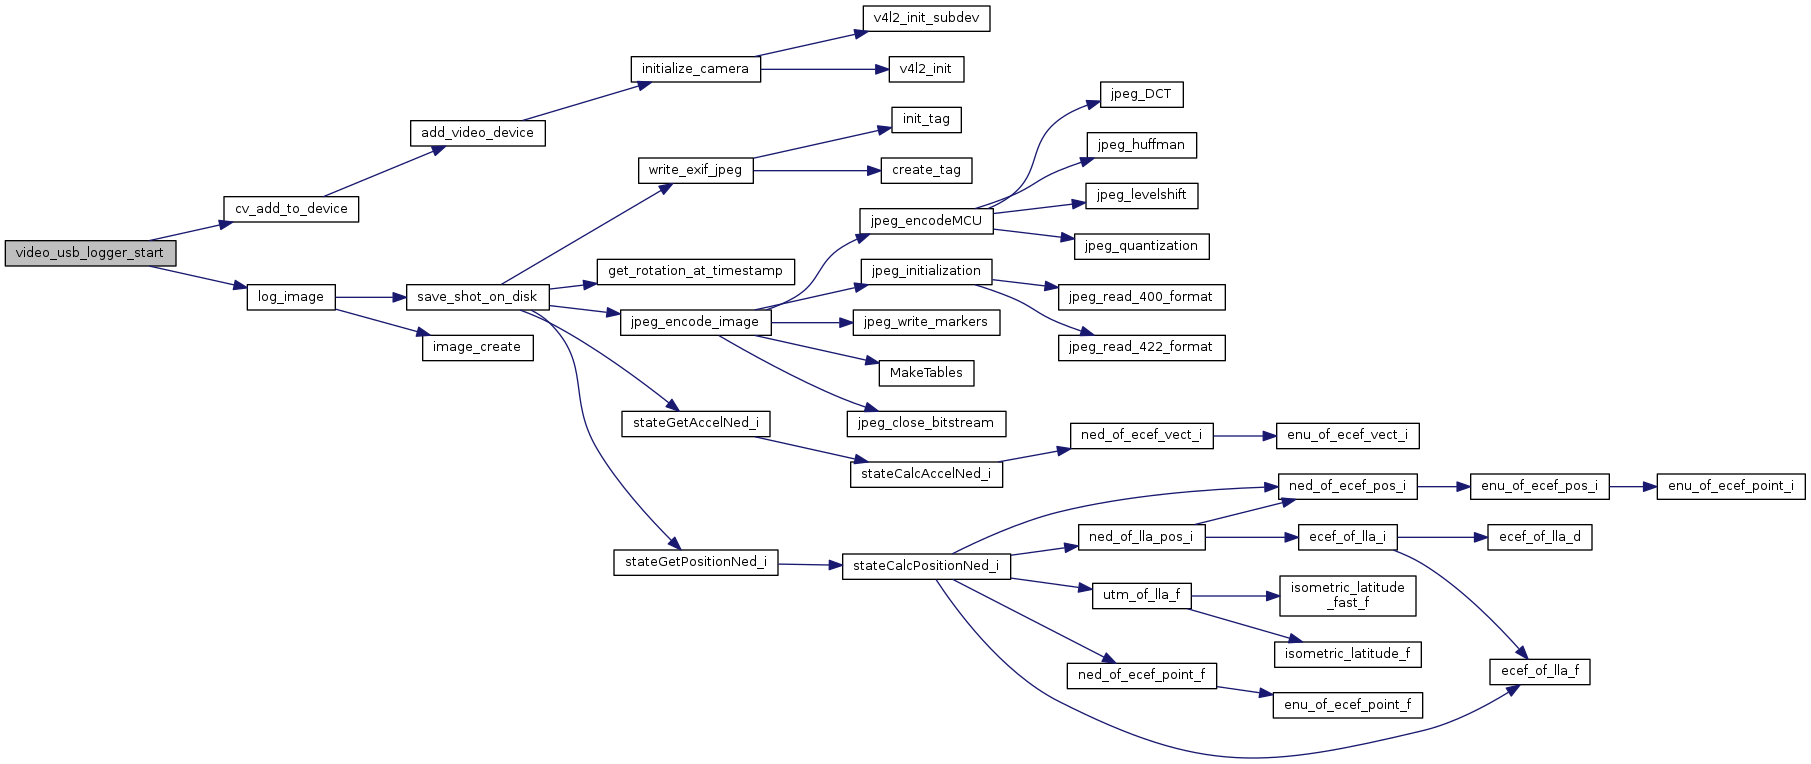 v4l2_init_subdev
initialize_camera
v4l2_init
jpeg_DCT
init_tag
add_video_device
jpeg_huffman
write_exif_jpeg
create_tag
jpeg_levelshift
cv_add_to_device
jpeg_encodeMCU
jpeg_quantization
video_usb_logger_start
get_rotation_at_timestamp
jpeg_initialization
log_image
save_shot_on_disk
jpeg_read_400_format
jpeg_encode_image
jpeg_write_markers
image_create
jpeg_read_422_format
MakeTables
stateGetAccelNed_i
jpeg_close_bitstream
ned_of_ecef_vect_i
enu_of_ecef_vect_i
stateCalcAccelNed_i
ned_of_ecef_pos_i
enu_of_ecef_pos_i
enu_of_ecef_point_i
ned_of_lla_pos_i
ecef_of_lla_i
ecef_of_lla_d
stateGetPositionNed_i
stateCalcPositionNed_i
utm_of_lla_f
isometric_latitude
_fast_f
isometric_latitude_f
ned_of_ecef_point_f
ecef_of_lla_f
enu_of_ecef_point_f